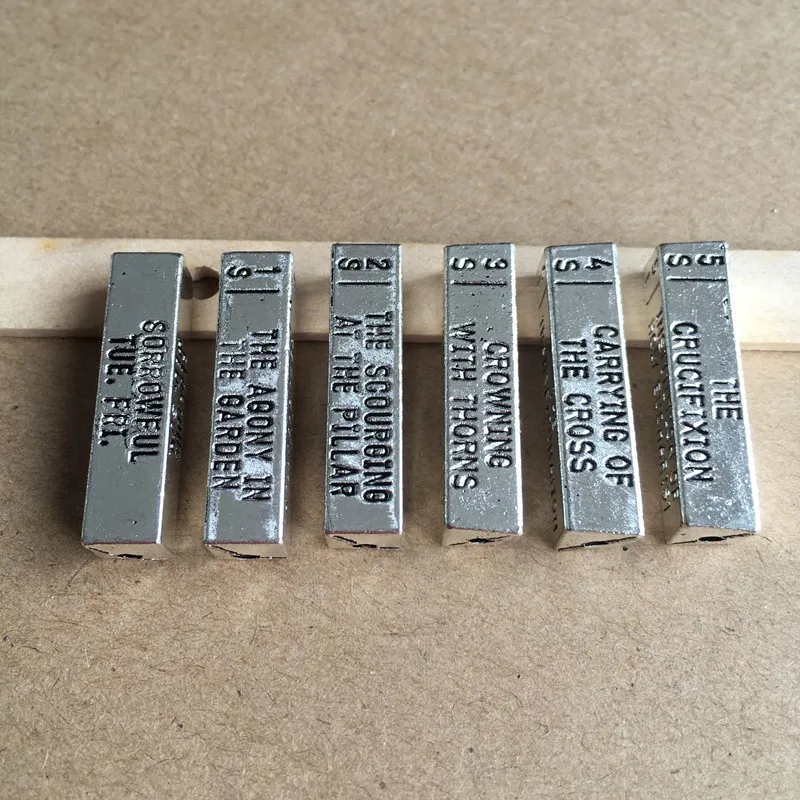 SORROWFUL
TUE. FRI.
1
S
THE AGONY IN
THE GARDEN
2
S
THE SCOURGING
AT THE PILLAR
3
S
CROWNING
WITH THORNS
4
S
CARRYING OF
THE CROSS
5
S
THE
CRUCIFIXION